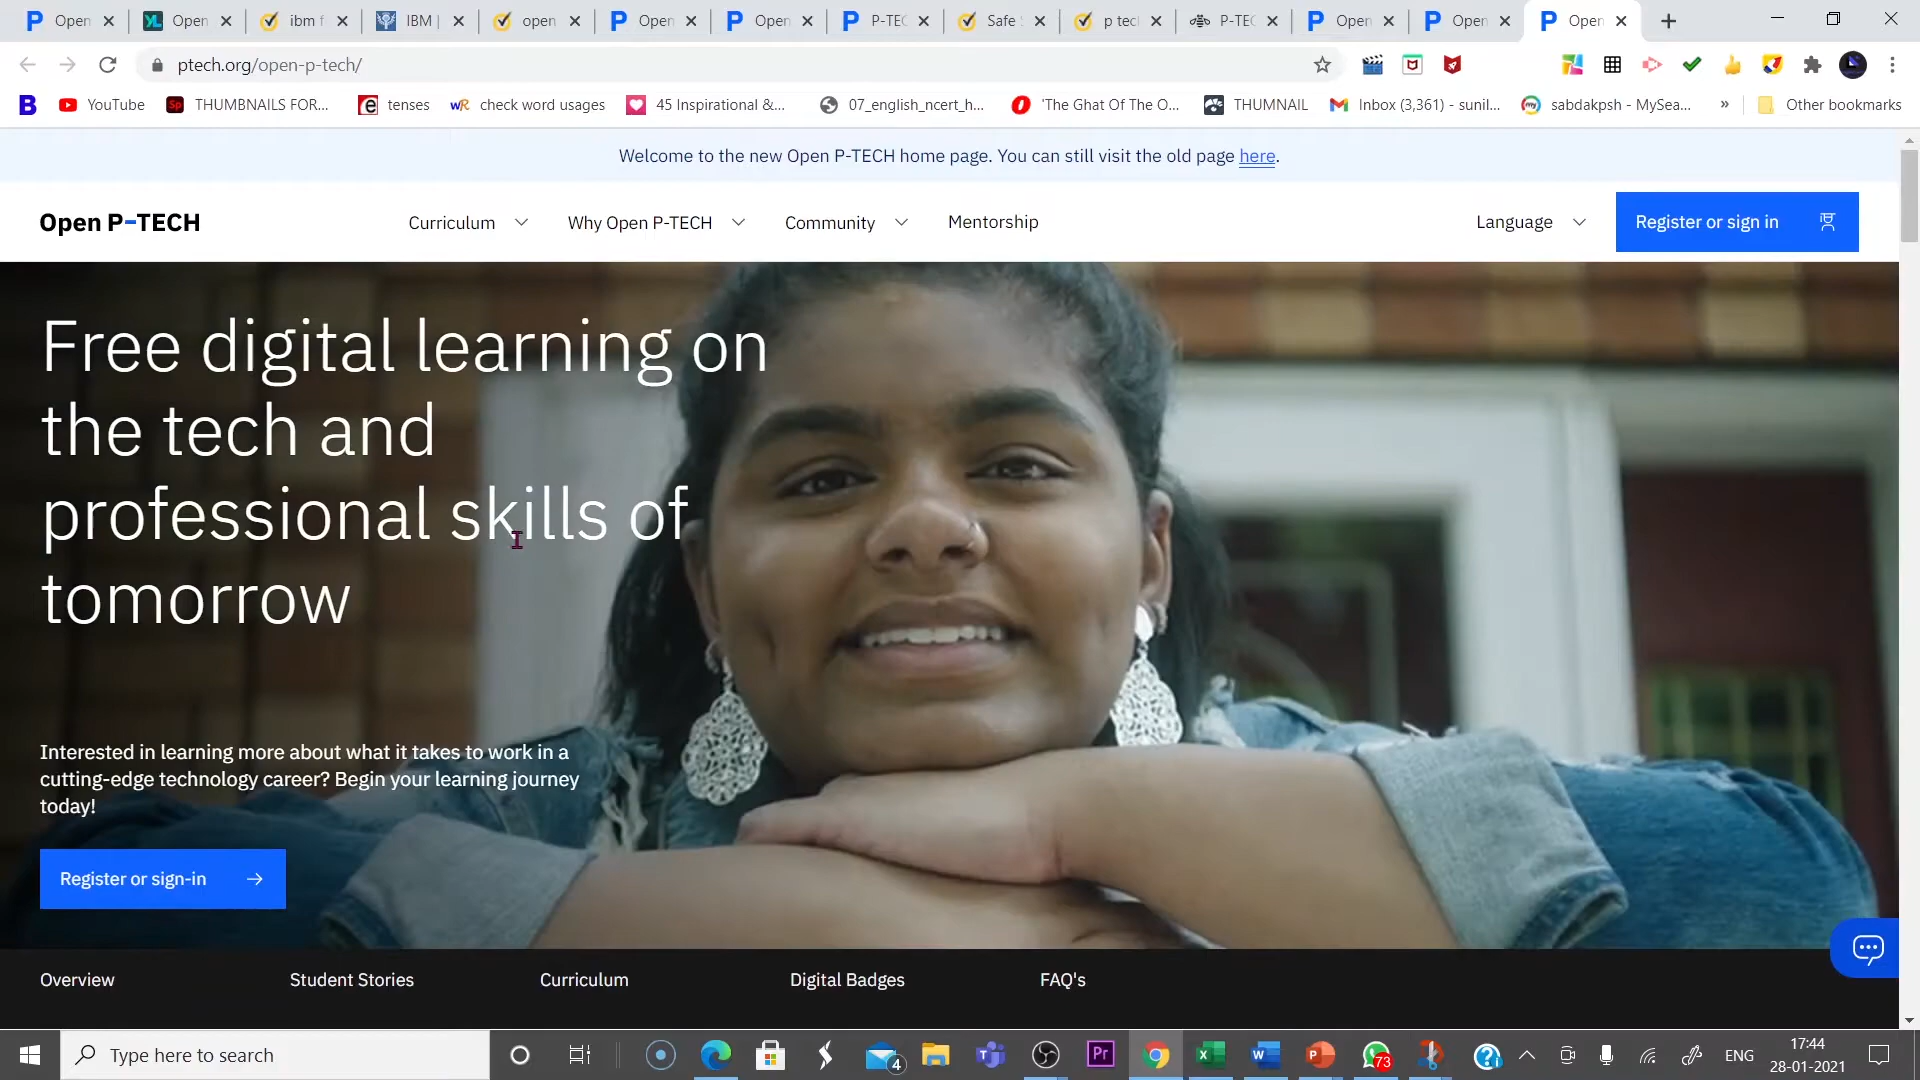 Open
Open
ibm f
IBM |
open
Open
Open
P-TEC
Safe
p tecl
P-TEC
Open
Open
Open
ptech.org/open-p-tech/
YouTube
THUMBNAILS FOR...
tenses
check word usages
45 Inspirational &...
07_english_ncert_h...
'The Ghat Of The O...
THUMNAIL
Inbox (3,361) - sunil...
sabdakpsh - MySea...
»
Other bookmarks
Welcome to the new Open P-TECH home page. You can still visit the old page here.
Open P-TECH
Curriculum
Why Open P-TECH
Community
Mentorship
Language
Register or sign in
Free digital learning on
the tech and
professional skills of
tomorrow
Interested in learning more about what it takes to work in a
cutting-edge technology career? Begin your learning journey
today!
Register or sign-in
Overview
Student Stories
Curriculum
Digital Badges
FAQ's
Type here to search
4
Pr
73
ENG
17:44
28-01-2021